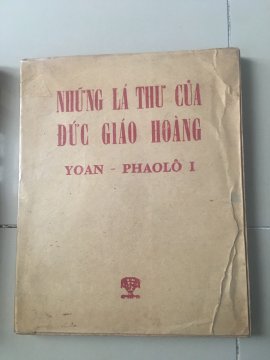 NHỮNG LÁ THƯ CỦA
ĐỨC GIÁO HOÀNG
YOAN - PHAOLÔ I